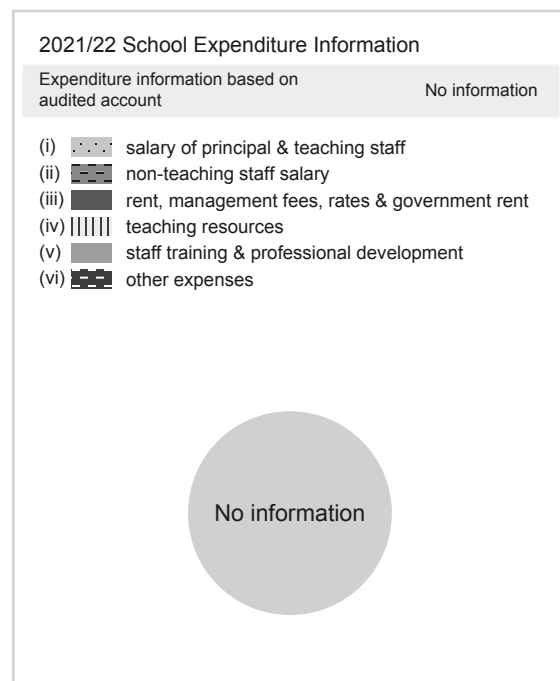 2021/22 School Expenditure Information
Expenditure information based on
audited account
No information
(i) salary of principal & teaching staff
(ii) non-teaching staff salary
(iii) rent, management fees, rates & government rent
(iv) teaching resources
(v) staff training & professional development
(vi) other expenses
No information